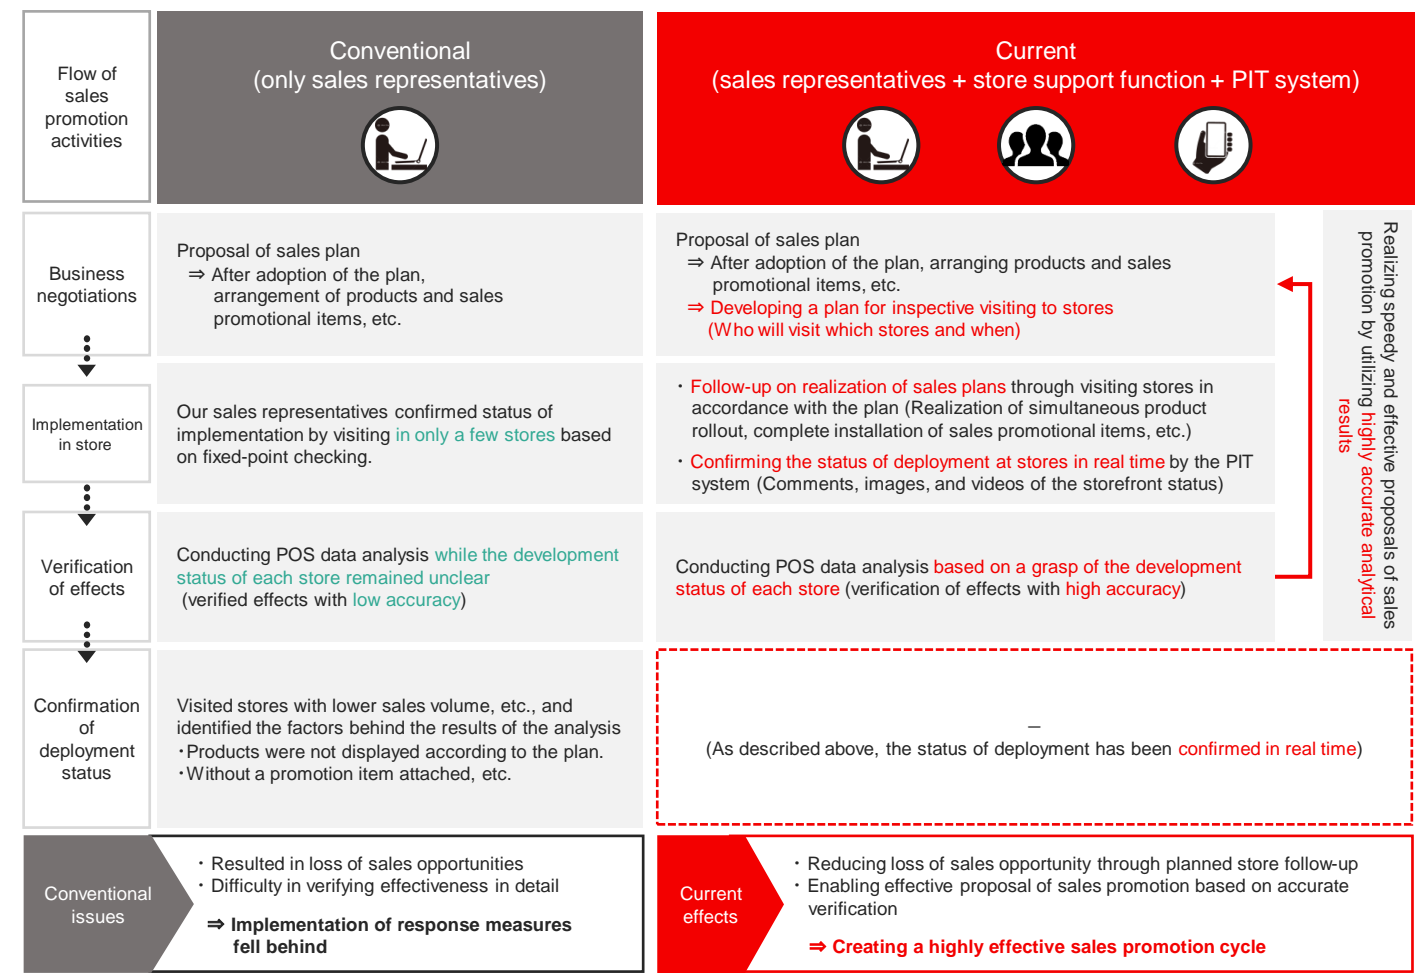 Flow of
sales
promotion
activities
Conventional
(only sales representatives)
Current
(sales representatives + store support function + PIT system)
Business
negotiations
Proposal of sales plan
⇒ After adoption of the plan,
arrangement of products and sales
promotional items, etc.
Proposal of sales plan
⇒ After adoption of the plan, arranging products and sales
promotional items, etc.
⇒ Developing a plan for inspective visiting to stores
(Who will visit which stores and when)
Realizing speedy and effective proposals of sales
promotion by utilizing highly accurate analytical
results
Implementation
in store
Our sales representatives confirmed status of
implementation by visiting in only a few stores based
on fixed-point checking.
・Follow-up on realization of sales plans through visiting stores in
accordance with the plan (Realization of simultaneous product
rollout, complete installation of sales promotional items, etc.)
・Confirming the status of deployment at stores in real time by the PIT
system (Comments, images, and videos of the storefront status)
Verification
of effects
Conducting POS data analysis while the development
status of each store remained unclear
(verified effects with low accuracy)
Conducting POS data analysis based on a grasp of the development
status of each store (verification of effects with high accuracy)
Confirmation
of
deployment
status
Visited stores with lower sales volume, etc., and
identified the factors behind the results of the analysis
・Products were not displayed according to the plan.
・Without a promotion item attached, etc.
–
(As described above, the status of deployment has been confirmed in real time)
Conventional
issues
・Resulted in loss of sales opportunities
・Difficulty in verifying effectiveness in detail
⇒ Implementation of response measures
fell behind
Current
effects
・Reducing loss of sales opportunity through planned store follow-up
・Enabling effective proposal of sales promotion based on accurate
verification
⇒ Creating a highly effective sales promotion cycle